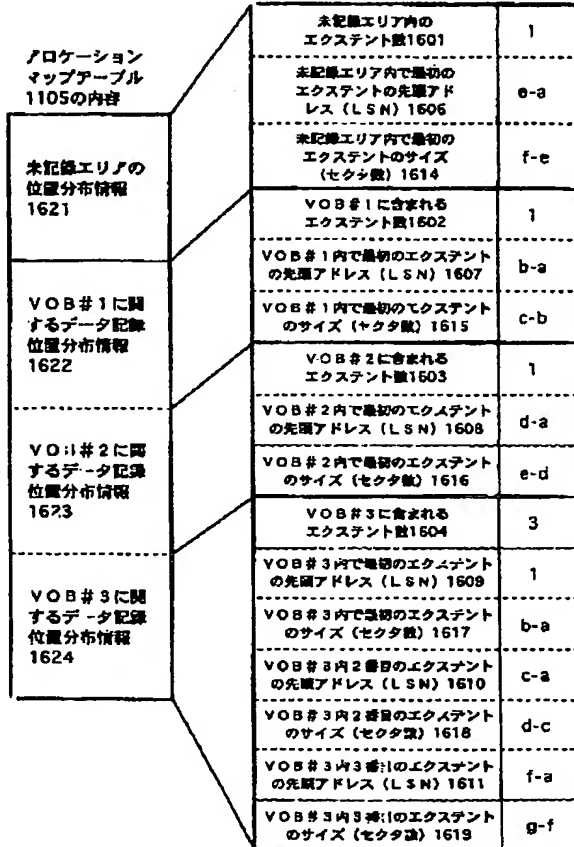 アロケーション
マップテーブル
1105の内容
未記録エリアの
位置分布情報
1621
VOB#1に関
するデータ記録
位置分布情報
1622
VOB#2に関
するデータ記録
位置分布情報
1623
VOB#3に関
するデータ記録
位置分布情報
1624
未記録エリア内の
エクステント数1601
1
未記録エリア内で最初の
エクステントの先頭アド
レス(LSN)1606
e-a
未記録エリア内で最初の
エクステントのサイズ
(セクタ数)1614
f-e
VOB#1に含まれる
エクステント数1602
1
VOB#1内で最初のエクステント
の先頭アドレス(LSN)1607
b-a
VOB#1内で最初のエクステント
のサイズ(セクタ数)1615
c-b
VOB#2に含まれる
エクステント数1603
1
VOB#2内で最初のエクステント
の先頭アドレス(LSN)1608
d-a
VOB#2内で最初のエクステント
のサイズ(セクタ数)1616
e-d
VOB#3に含まれる
エクステント数1604
3
VOB#3内で最初のエクステント
の先頭アドレス(LSN)1609
1
VOB#3内で最初のエクステント
のサイズ(セクタ数)1617
b-a
VOB#3内2番目のエクステント
の先頭アドレス(LSN)1610
c-a
VOB#3内2番目のエクステント
のサイズ(セクタ数)1618
d-c
VOB#3内3番目のエクステント
の先頭アドレス(LSN)1611
f-a
VOB#3内3番目のエクステント
のサイズ(セクタ数)1619
g-f